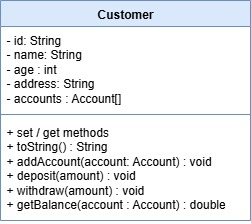 Customer
- id: String
- name: String
- age : int
- address: String
- accounts : Account[]
+ set / get methods
+ toString() : String
+ addAccount(account: Account) : void
+ deposit(amount) : void
+ withdraw(amount) : void
+ getBalance(account : Account) : double